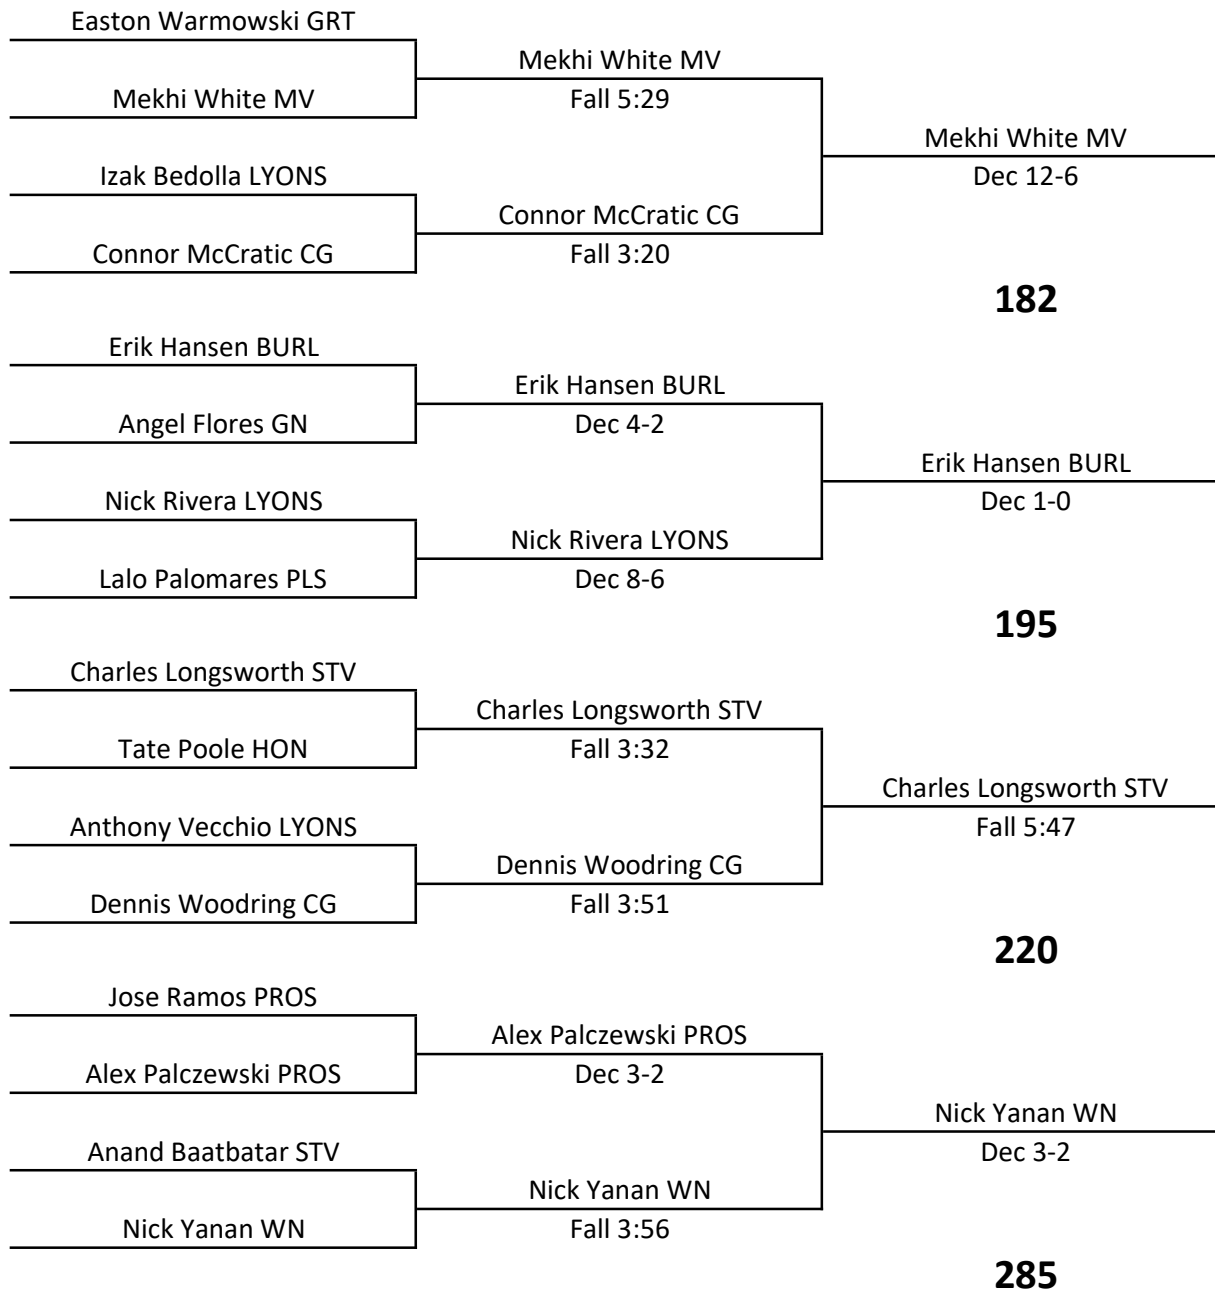 Easton Warmowski GRT
Mekhi White MV
Mekhi White MV
Fall 5:29
Mekhi White MV
Izak Bedolla LYONS
Dec 12-6
Connor McCratic CG
Connor McCratic CG
Fall 3:20
182
Erik Hansen BURL
Erik Hansen BURL
Angel Flores GN
Dec 4-2
Erik Hansen BURL
Nick Rivera LYONS
Dec 1-0
Nick Rivera LYONS
Lalo Palomares PLS
Dec 8-6
195
Charles Longsworth STV
Charles Longsworth STV
Tate Poole HON
Fall 3:32
Charles Longsworth STV
Anthony Vecchio LYONS
Fall 5:47
Dennis Woodring CG
Dennis Woodring CG
Fall 3:51
220
Jose Ramos PROS
Alex Palczewski PROS
Alex Palczewski PROS
Dec 3-2
Nick Yanan WN
Anand Baatbatar STV
Dec 3-2
Nick Yanan WN
Nick Yanan WN
Fall 3:56
285